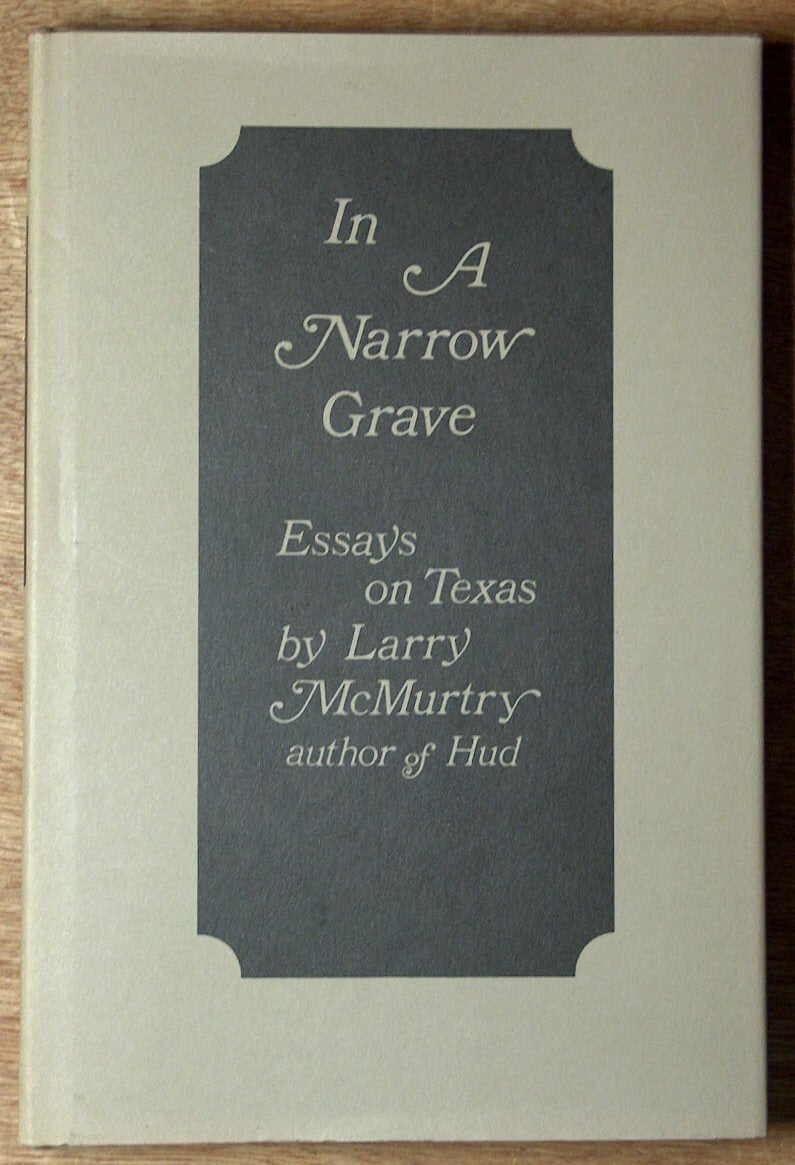 In
A
Narrow
Grave
Essays
on Texas
by Larry
McMurtry
author of Hud